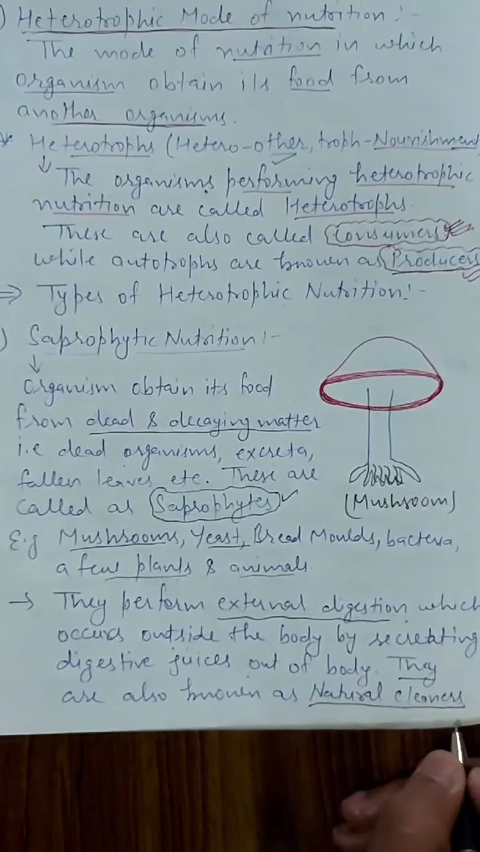 ) Heterotrophic Mode of nutrition :-
The mode of nutrition in which
organism obtain its food from
another organisms.
* Heterotrophs (Hetero-other, troph-Nourishment
↓ The organisms performing heterotrophic
nutrition are called Heterotrophs.
These are also called Consumers
while autotrophs are known as Producers
⇒ Types of Heterotrophic Nutrition :-
) Saprophytic Nutrition :-
↓
Organism obtain its food
from dead & decaying matter
i.e dead organisms, excreta,
fallen leaves etc. These are
called as Saprophytes ✓
(Mushroom)
E.g Mushrooms, Yeast, Bread Moulds, bacteria,
a few plants & animals
→ They perform external digestion which
occurs outside the body by secreating
digestive juices out of body. They
are also known as Natural cleaners